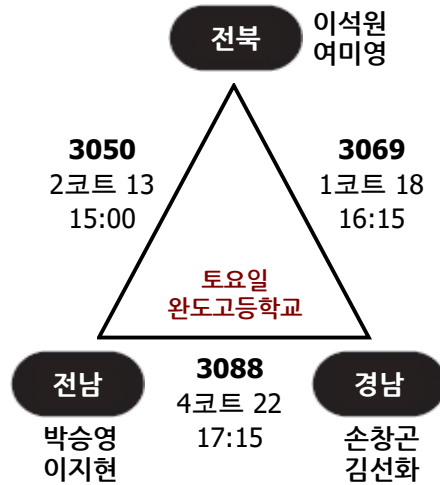 전북
이석원
여미영
3050
2코트 13
15:00
3069
1코트 18
16:15
토요일
완도고등학교
전남
박승영
이지현
3088
4코트 22
17:15
경남
손창곤
김선화